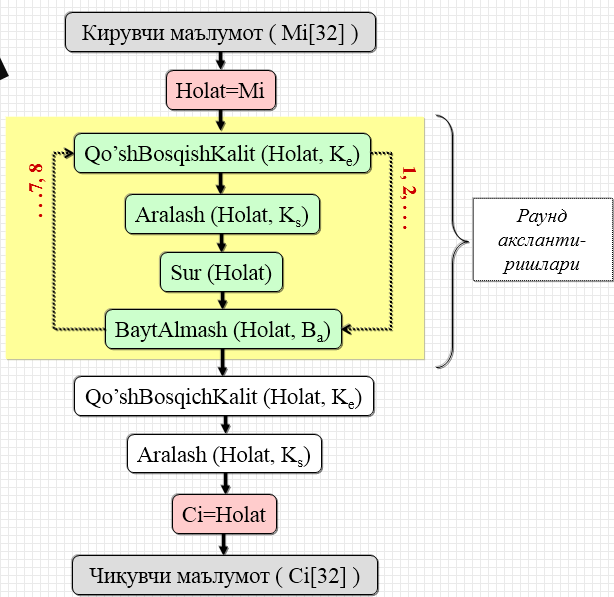 Кирувчи маълумот ( Mi[32] )
Holat=Mi
Qo’shBosqishKalit (Holat, Ke)
. . .7, 8
1, 2, . . .
Aralash (Holat, Ks)
Sur (Holat)
BaytAlmash (Holat, Ba)
Раунд
акслантиришлари
Qo’shBosqichKalit (Holat, Ke)
Aralash (Holat, Ks)
Ci=Holat
Чиқувчи маълумот ( Ci[32] )